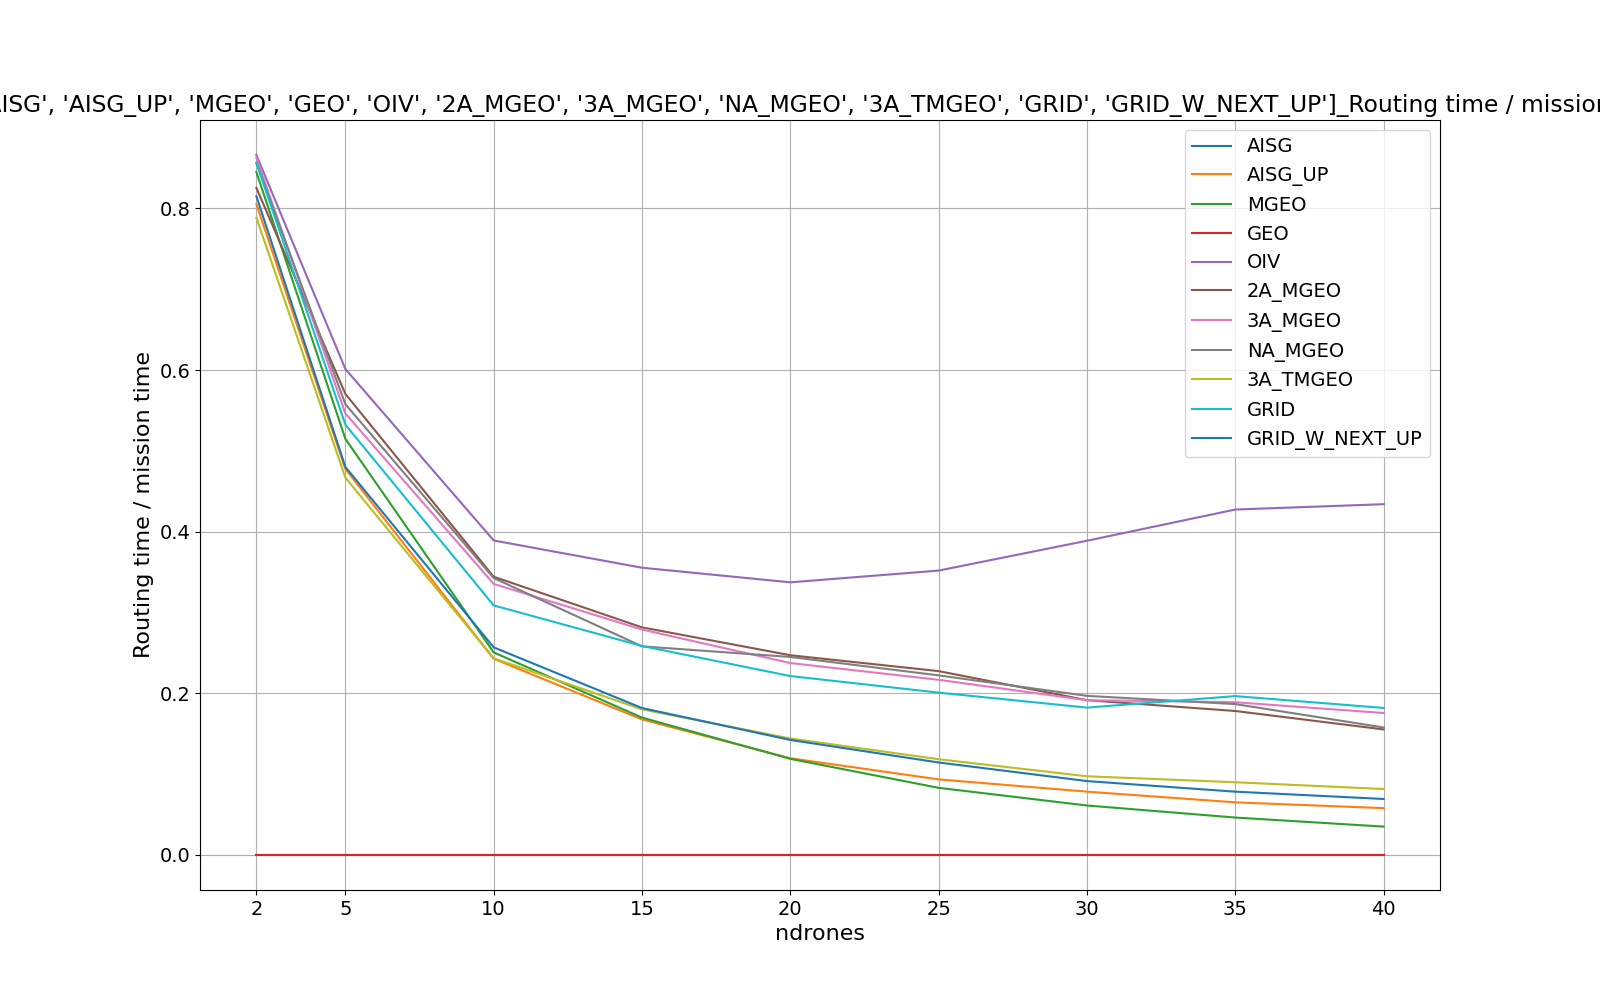 ISG', 'AISG_UP', 'MGEO', 'GEO', 'OIV', '2A_MGEO', '3A_MGEO', 'NA_MGEO', '3A_TMGEO', 'GRID', 'GRID_W_NEXT_UP']_Routing time / mission
AISG
AISG_UP
MGEO
GEO
OIV
2A_MGEO
3A_MGEO
NA_MGEO
3A_TMGEO
GRID
GRID_W_NEXT_UP
Routing time / mission time
0.8
0.6
0.4
0.2
0.0
2 5 10 15 20 25 30 35 40
ndrones